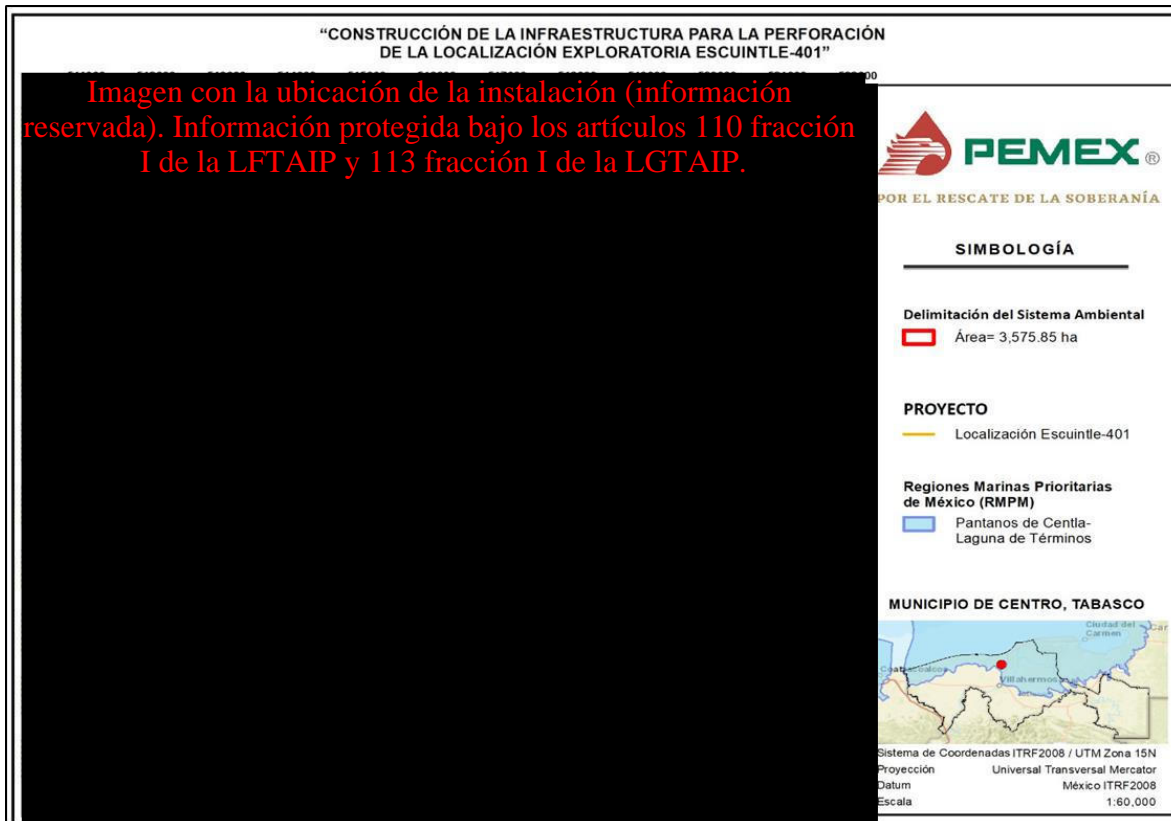 “CONSTRUCCIÓN DE LA INFRAESTRUCTURA PARA LA PERFORACIÓN
DE LA LOCALIZACIÓN EXPLORATORIA ESCUINTLE-401”
Imagen con la ubicación de la instalación (información
reservada). Información protegida bajo los artículos 110 fracción
I de la LFTAIP y 113 fracción I de la LGTAIP.
PEMEX ®
POR EL RESCATE DE LA SOBERANÍA
SIMBOLOGÍA
Delimitación del Sistema Ambiental
Área= 3,575.85 ha
PROYECTO
Localización Escuintle-401
Regiones Marinas Prioritarias
de México (RMPM)
Pantanos de Centla-
Laguna de Términos
MUNICIPIO DE CENTRO, TABASCO
Ciudad del
Carmen
Car
Coatzacoalcos
Villahermosa
Sistema de Coordenadas ITRF2008 / UTM Zona 15N
Proyección Universal Transversal Mercator
Datum México ITRF2008
Escala 1:60,000